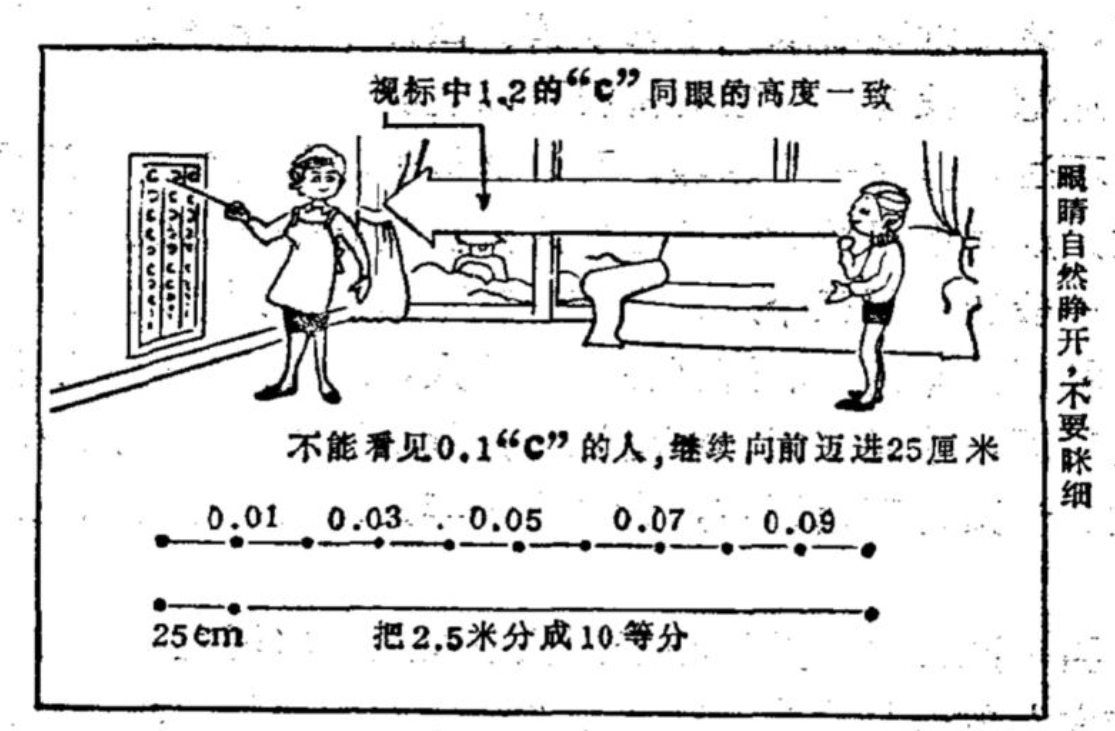 视标中1.2的“C”同眼的高度一致
眼睛自然睁开,不要眯细
不能看见0.1“C”的人,继续向前迈进25厘米
0.01 0.03 0.05 0.07 0.09
25cm 把2.5米分成10等分